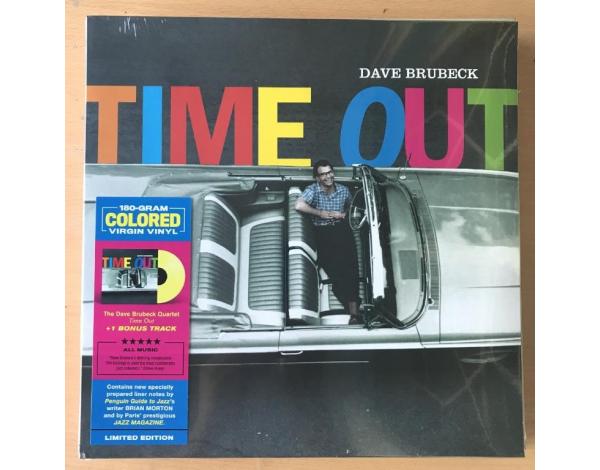 DAVE BRUBECK
TIME OUT
180-GRAM
COLORED
VIRGIN VINYL
TIME OUT
The Dave Brubeck Quartet
Time Out
+1 BONUS TRACK
★★★★★
ALL MUSIC
Contains new specially
prepared liner notes by
Penguin Guide to Jazz's
writer BRIAN MORTON
and by Paris' prestigious
JAZZ MAGAZINE.
LIMITED EDITION